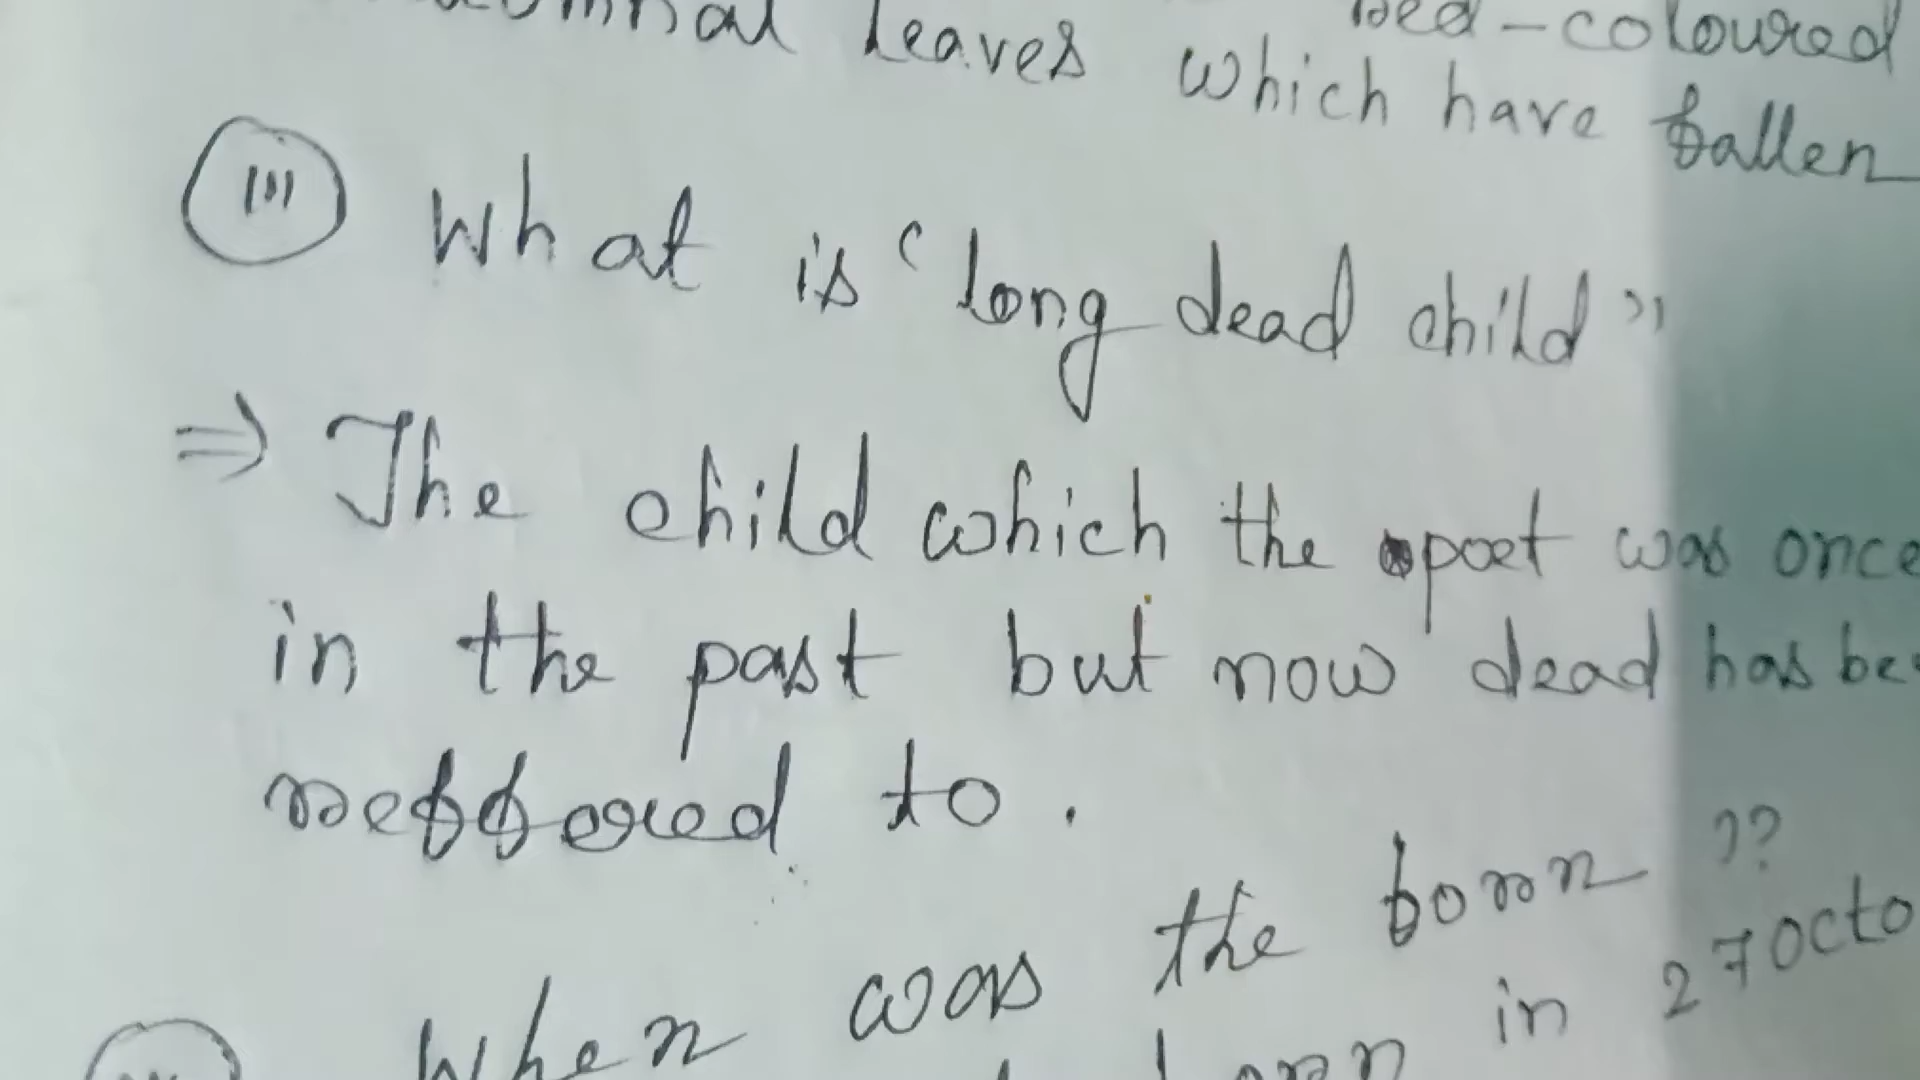 leaves which have fallen
-coloured
(iii) What is ‘long dead child”
⇒ The child which the poet was once
in the past but now dead has be
reffered to.
When was the born ??
in 27 Octo